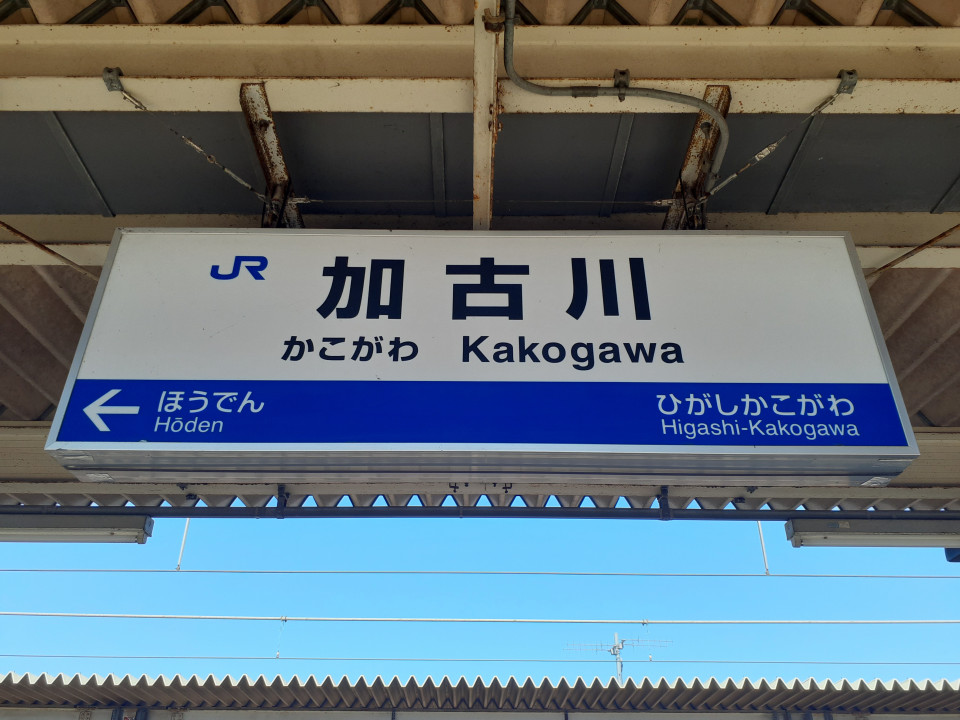 JR 加古川
かこがわ Kakogawa
← ほうでん ひがしかこがわ
Hōden Higashi-Kakogawa